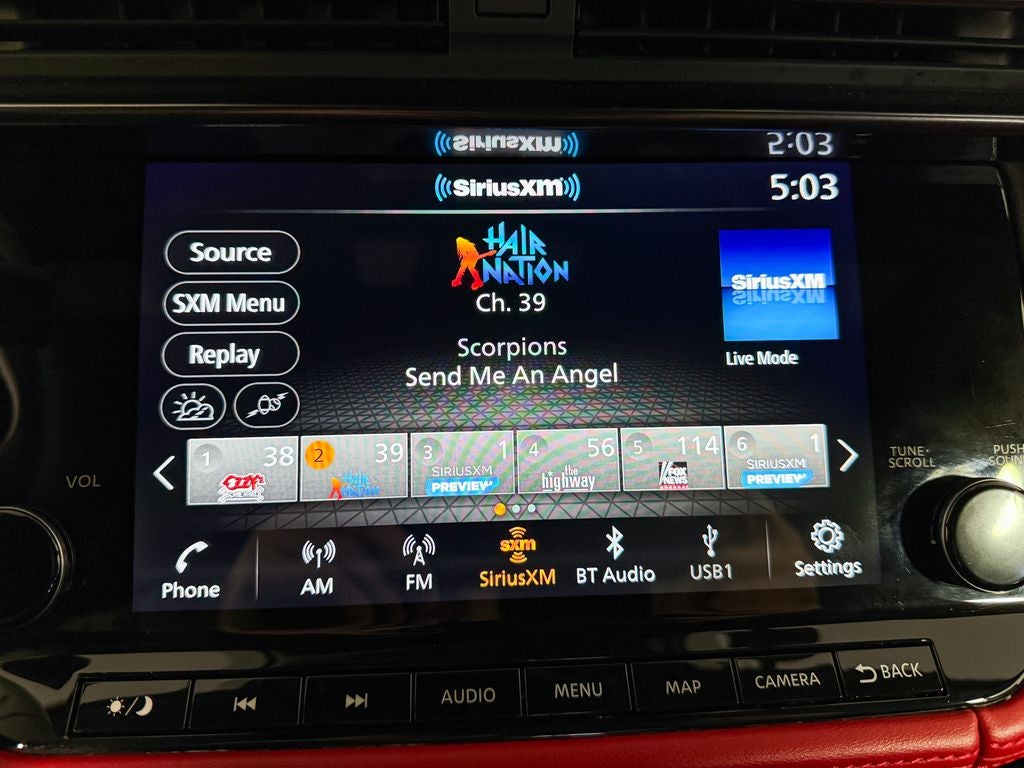 SiriusXM
2:03
SiriusXM
5:03
Source
HAIR
NATION
SiriusXM
SXM Menu
Ch. 39
Replay
Scorpions
Live Mode
Send Me An Angel
1 38
2 39
HAIR
NATION
3 1
SIRIUSXM
PREVIEW
4 56
the
highway
5 114
FOX
NEWS
6 1
SIRIUSXM
PREVIEW
VOL
TUNE·
SCROLL
PUSH
SOUN
Phone
AM
FM
sxm
SiriusXM
BT Audio
USB1
Settings
AUDIO
MENU
MAP
CAMERA
BACK